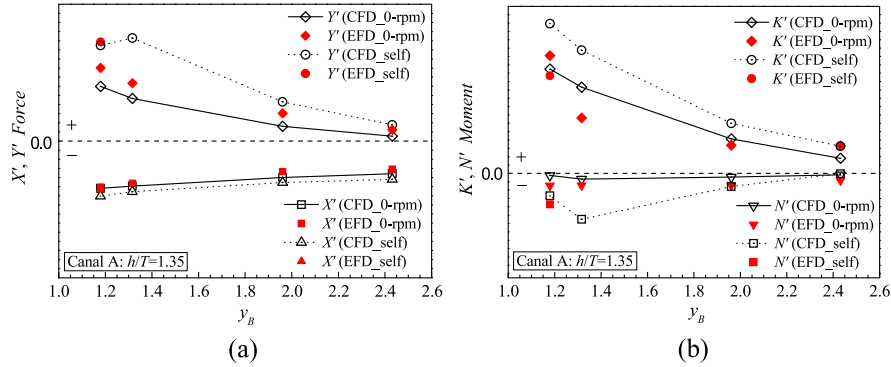 X', Y' Force
0.0
+
−
Y' (CFD_0-rpm)
Y' (EFD_0-rpm)
Y' (CFD_self)
Y' (EFD_self)
X' (CFD_0-rpm)
X' (EFD_0-rpm)
X' (CFD_self)
X' (EFD_self)
Canal A: h/T=1.35
1.0 1.2 1.4 1.6 1.8 2.0 2.2 2.4 2.6
y_B
(a)
K', N' Moment
0.0
+
−
K' (CFD_0-rpm)
K' (EFD_0-rpm)
K' (CFD_self)
K' (EFD_self)
N' (CFD_0-rpm)
N' (EFD_0-rpm)
N' (CFD_self)
N' (EFD_self)
Canal A: h/T=1.35
1.0 1.2 1.4 1.6 1.8 2.0 2.2 2.4 2.6
y_B
(b)